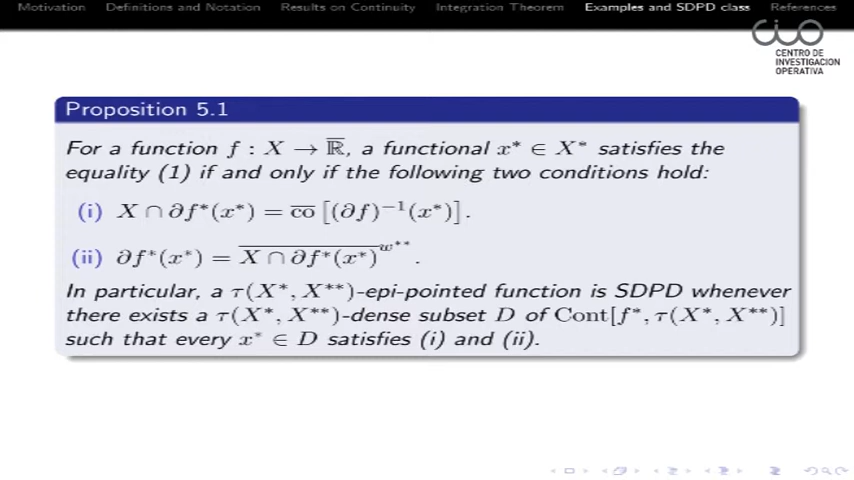 Motivation Definitions and Notation Results on Continuity Integration Theorem Examples and SDPD class References
CIO
CENTRO DE
INVESTIGACION
OPERATIVA
Proposition 5.1
For a function f : X → ℝ̅, a functional x* ∈ X* satisfies the
equality (1) if and only if the following two conditions hold:
(i) X ∩ ∂f*(x*) = c̅o̅ [(∂f)⁻¹(x*)].
(ii) ∂f*(x*) = \overline{X ∩ ∂f*(x*)}^{w**}.
In particular, a τ(X*, X**)-epi-pointed function is SDPD whenever
there exists a τ(X*, X**)-dense subset D of Cont[f*, τ(X*, X**)]
such that every x* ∈ D satisfies (i) and (ii).